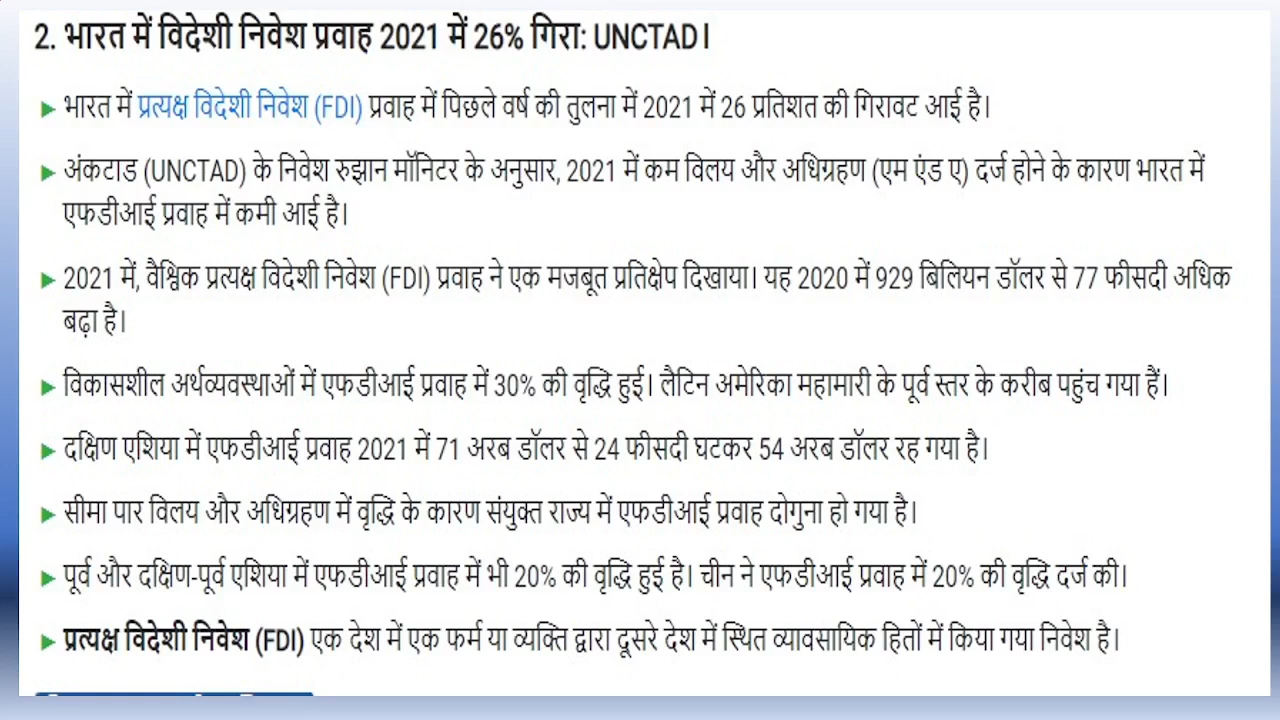 2. भारत में विदेशी निवेश प्रवाह 2021 में 26% गिरा: UNCTAD।
▶ भारत में प्रत्यक्ष विदेशी निवेश (FDI) प्रवाह में पिछले वर्ष की तुलना में 2021 में 26 प्रतिशत की गिरावट आई है।
▶ अंकटाड (UNCTAD) के निवेश रुझान मॉनिटर के अनुसार, 2021 में कम विलय और अधिग्रहण (एम एंड ए) दर्ज होने के कारण भारत में
एफडीआई प्रवाह में कमी आई है।
▶ 2021 में, वैश्विक प्रत्यक्ष विदेशी निवेश (FDI) प्रवाह ने एक मजबूत प्रतिक्षेप दिखाया। यह 2020 में 929 बिलियन डॉलर से 77 फीसदी अधिक
बढ़ा है।
▶ विकासशील अर्थव्यवस्थाओं में एफडीआई प्रवाह में 30% की वृद्धि हुई। लैटिन अमेरिका महामारी के पूर्व स्तर के करीब पहुंच गया हैं।
▶ दक्षिण एशिया में एफडीआई प्रवाह 2021 में 71 अरब डॉलर से 24 फीसदी घटकर 54 अरब डॉलर रह गया है।
▶ सीमा पार विलय और अधिग्रहण में वृद्धि के कारण संयुक्त राज्य में एफडीआई प्रवाह दोगुना हो गया है।
▶ पूर्व और दक्षिण-पूर्व एशिया में एफडीआई प्रवाह में भी 20% की वृद्धि हुई है। चीन ने एफडीआई प्रवाह में 20% की वृद्धि दर्ज की।
▶ प्रत्यक्ष विदेशी निवेश (FDI) एक देश में एक फर्म या व्यक्ति द्वारा दूसरे देश में स्थित व्यावसायिक हितों में किया गया निवेश है।